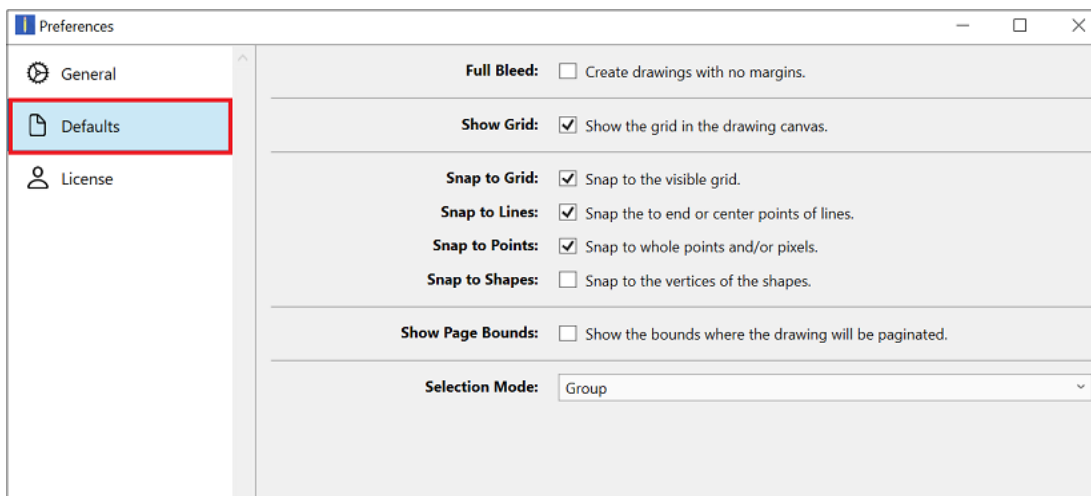 Preferences
General
Defaults
License
Full Bleed: Create drawings with no margins.
Show Grid: Show the grid in the drawing canvas.
Snap to Grid: Snap to the visible grid.
Snap to Lines: Snap the to end or center points of lines.
Snap to Points: Snap to whole points and/or pixels.
Snap to Shapes: Snap to the vertices of the shapes.
Show Page Bounds: Show the bounds where the drawing will be paginated.
Selection Mode: Group